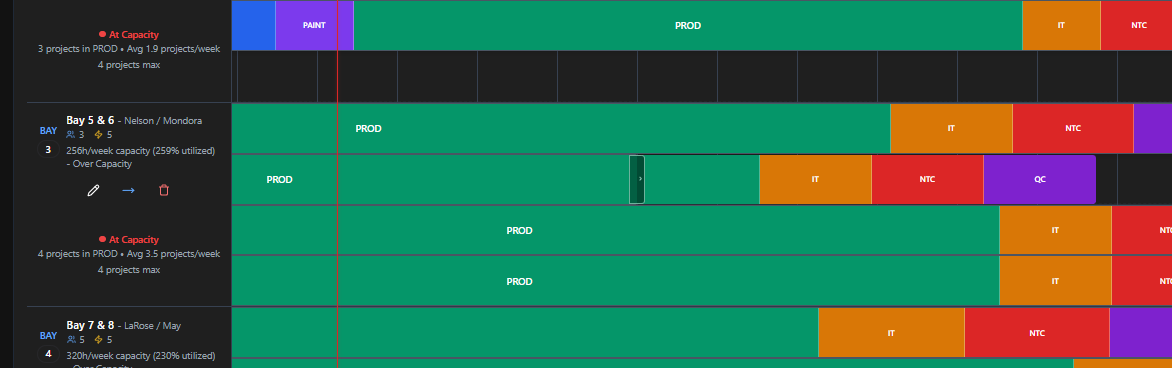 PAINT
PROD
IT
NTC
At Capacity
3 projects in PROD • Avg 1.9 projects/week
4 projects max
BAY
3
Bay 5 & 6 - Nelson / Mondora
3 5
256h/week capacity (259% utilized)
- Over Capacity
PROD
IT
NTC
PROD
IT
NTC
QC
At Capacity
4 projects in PROD • Avg 3.5 projects/week
4 projects max
PROD
IT
PROD
IT
BAY
4
Bay 7 & 8 - LaRose / May
5 5
320h/week capacity (230% utilized)
IT
NTC